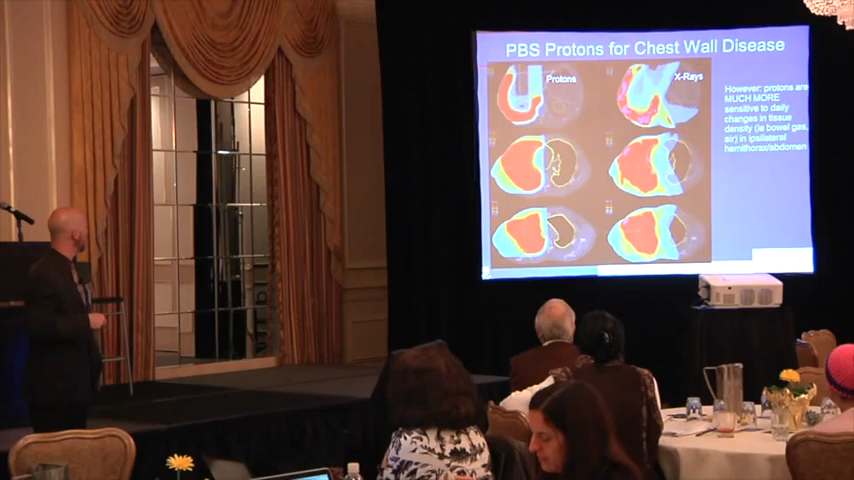 PBS Protons for Chest Wall Disease
Protons
X-Rays
However: protons are
MUCH MORE
sensitive to daily
changes in tissue
density (ie bowel gas,
air) in ipsilateral
hemithorax/abdomen